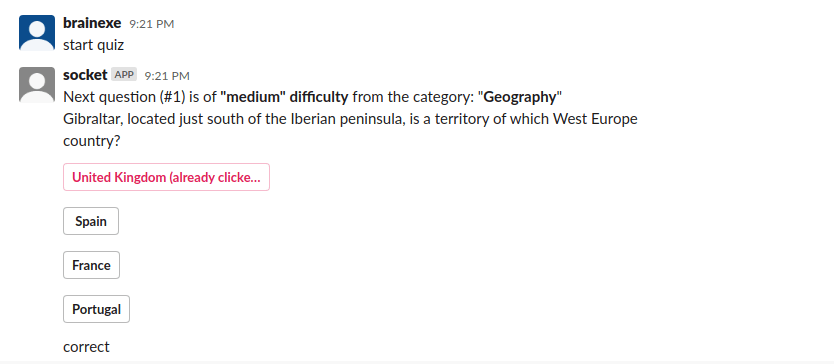 brainexe 9:21 PM
start quiz
socket APP 9:21 PM
Next question (#1) is of "medium" difficulty from the category: "Geography"
Gibraltar, located just south of the Iberian peninsula, is a territory of which West Europe
country?
United Kingdom (already clicke...
Spain
France
Portugal
correct